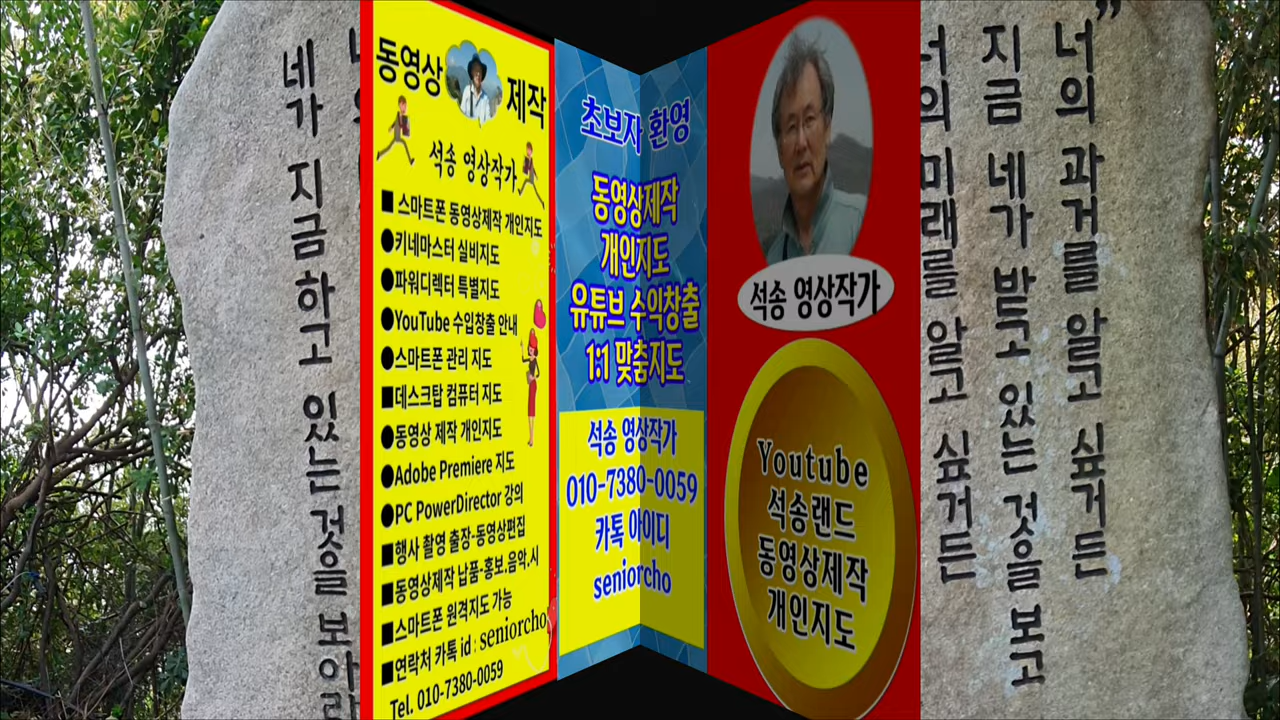 동영상 제작
석송 영상작가
■ 스마트폰 동영상제작 개인지도
●키네마스터 실비지도
●파워디렉터 특별지도
●YouTube 수입창출 안내
●스마트폰 관리 지도
■데스크탑 컴퓨터 지도
●동영상 제작 개인지도
●Adobe Premiere 지도
●PC PowerDirector 강의
■행사 촬영 출장-동영상편집
■동영상제작 납품-홍보.음악.시
■스마트폰 원격지도 가능
■연락처 카톡 id : seniorcho
Tel. 010-7380-0059
초보자 환영
동영상제작
개인지도
유튜브 수익창출
1:1 맞춤지도
석송 영상작가
010-7380-0059
카톡 아이디
seniorcho
석송 영상작가
Youtube
석송랜드
동영상제작
개인지도
너의 과거를 알고 싶거든
지금 네가 받고 있는 것을 보고
너의 미래를 알고 싶거든
네가 지금 하고 있는 것을 보아라